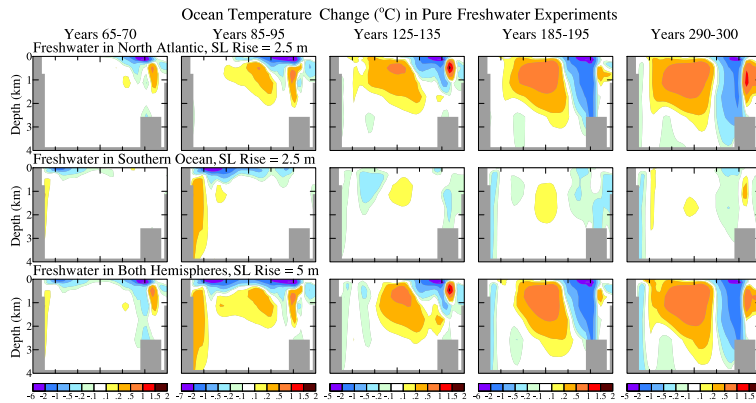 Ocean Temperature Change (°C) in Pure Freshwater Experiments
Years 65-70 Years 85-95 Years 125-135 Years 185-195 Years 290-300
Freshwater in North Atlantic, SL Rise = 2.5 m
Depth (km)
0
1
2
3
4
Freshwater in Southern Ocean, SL Rise = 2.5 m
Depth (km)
0
1
2
3
4
Freshwater in Both Hemispheres, SL Rise = 5 m
Depth (km)
0
1
2
3
4
-6 -2 -1 -.5 -.2 -.1 .1 .2 .5 1 1.5 2
-7 -2 -1 -.5 -.2 -.1 .1 .2 .5 1 1.5 2
-5 -2 -1 -.5 -.2 -.1 .1 .2 .5 1 1.5 2
-5 -2 -1 -.5 -.2 -.1 .1 .2 .5 1 1.5 2
-6 -2 -1 -.5 -.2 -.1 .1 .2 .5 1 1.5 2